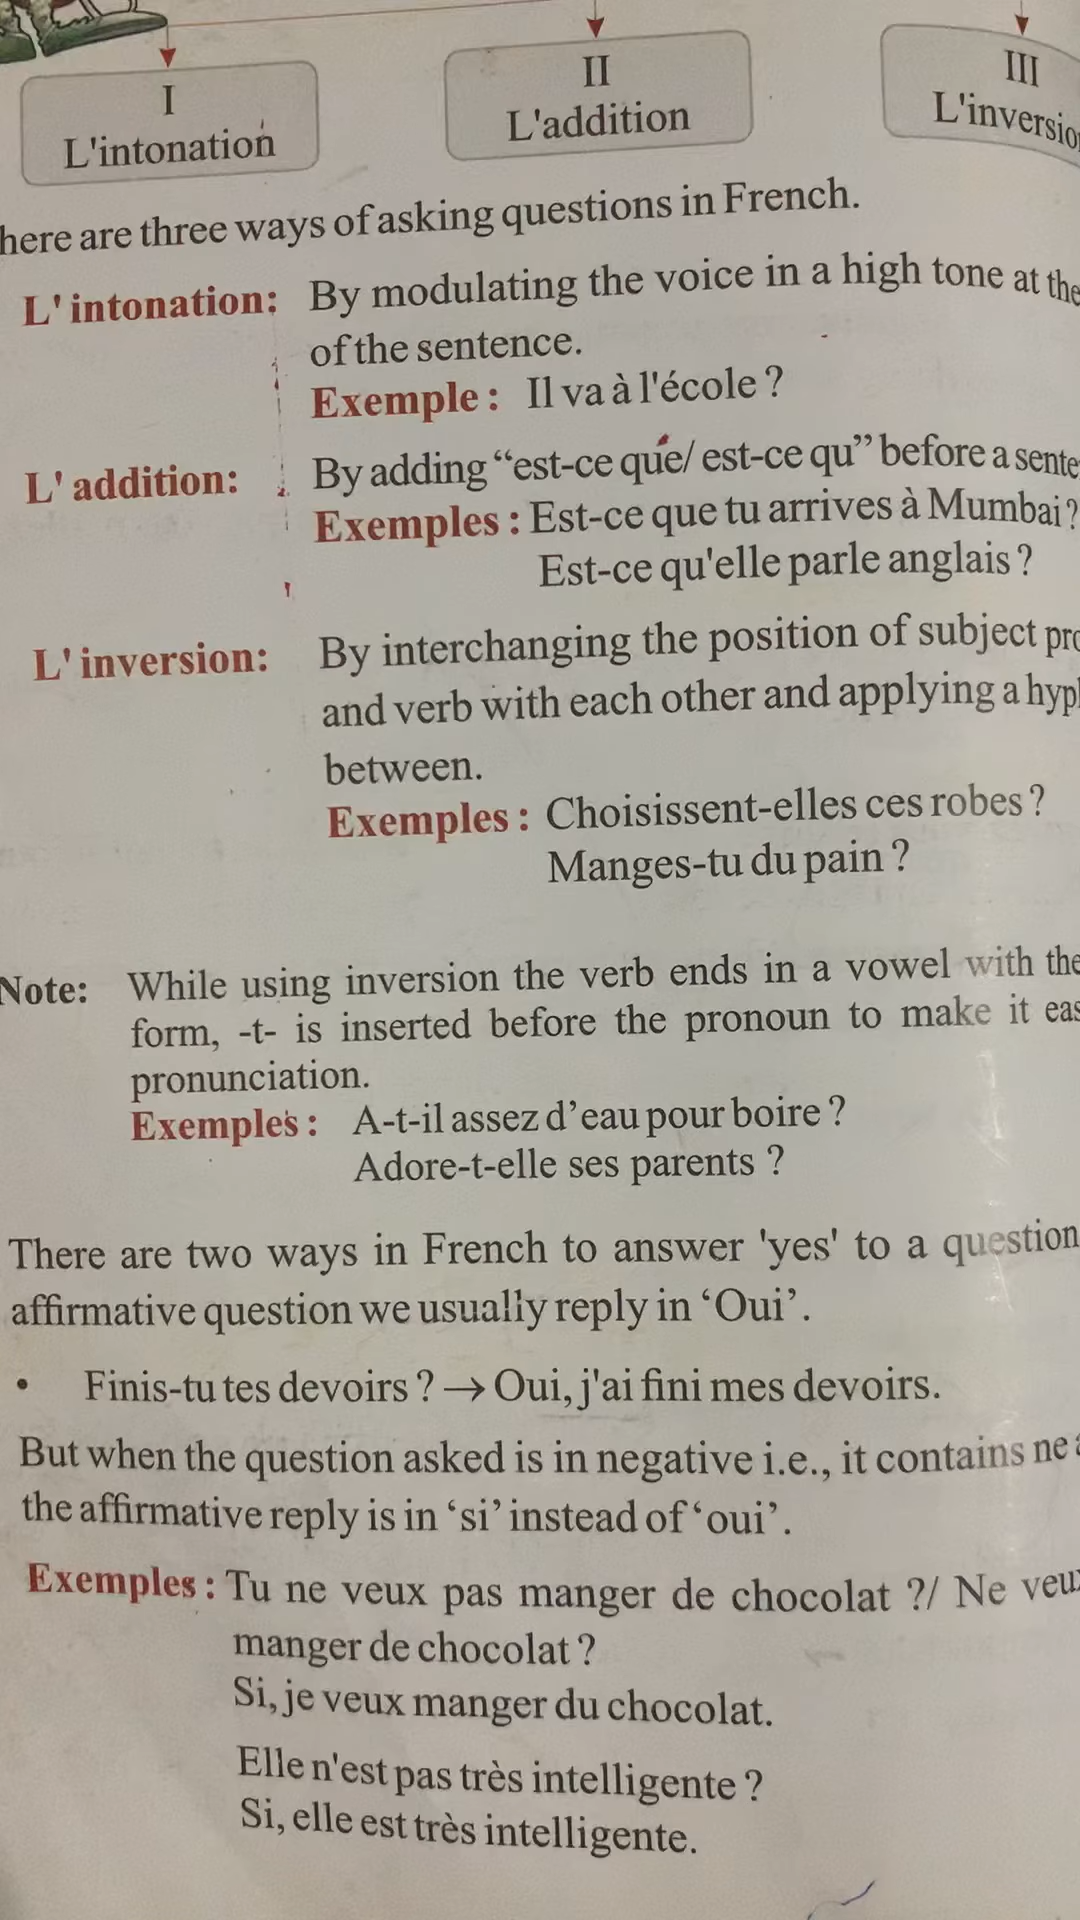 I
L'intonation
II
L'addition
III
L'inversio
here are three ways of asking questions in French.
L' intonation: By modulating the voice in a high tone at the
of the sentence.
Exemple : Il va à l'école ?
L' addition: By adding “est-ce que/ est-ce qu” before a sente
Exemples : Est-ce que tu arrives à Mumbai ?
Est-ce qu'elle parle anglais ?
L' inversion: By interchanging the position of subject pro
and verb with each other and applying a hyph
between.
Exemples : Choisissent-elles ces robes ?
Manges-tu du pain ?
Note: While using inversion the verb ends in a vowel with the
form, -t- is inserted before the pronoun to make it eas
pronunciation.
Exemples : A-t-il assez d’eau pour boire ?
Adore-t-elle ses parents ?
There are two ways in French to answer 'yes' to a question
affirmative question we usually reply in ‘Oui’.
• Finis-tu tes devoirs ? → Oui, j'ai fini mes devoirs.
But when the question asked is in negative i.e., it contains ne
the affirmative reply is in ‘si’ instead of ‘oui’.
Exemples : Tu ne veux pas manger de chocolat ?/ Ne veux
manger de chocolat ?
Si, je veux manger du chocolat.
Elle n'est pas très intelligente ?
Si, elle est très intelligente.